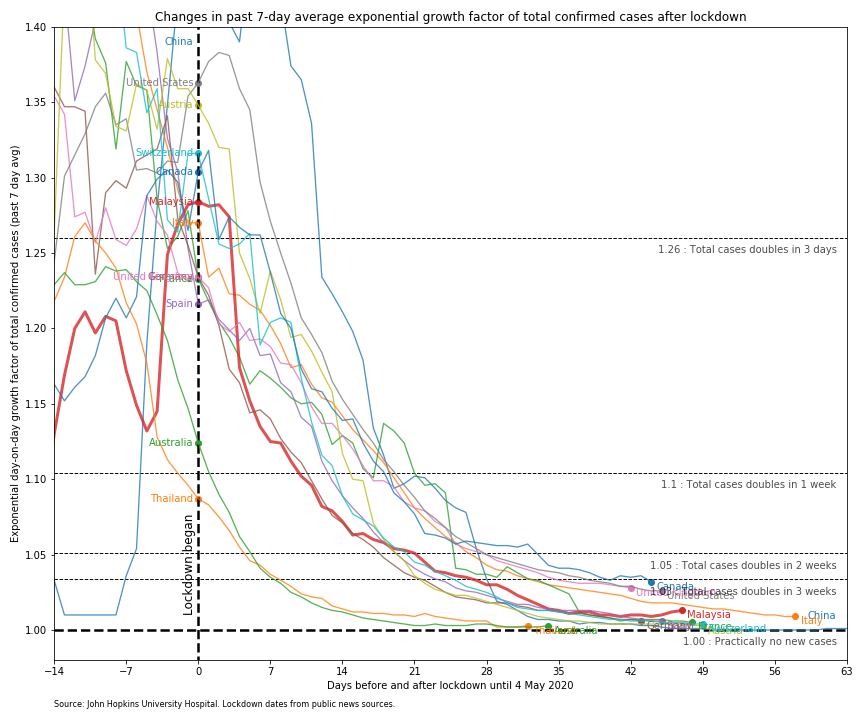 Changes in past 7-day average exponential growth factor of total confirmed cases after lockdown
Exponential day-on-day growth factor of total confirmed cases (past 7 day avg)
1.40
1.35
1.30
1.25
1.20
1.15
1.10
1.05
1.00
China
United States
Austria
Switzerland
Canada
Malaysia
Italy
Germany
France
Spain
Australia
Thailand
Lockdown began
1.26 : Total cases doubles in 3 days
1.1 : Total cases doubles in 1 week
1.05 : Total cases doubles in 2 weeks
Canada
Total cases doubles in 3 weeks
United States
Malaysia
China
Italy
Germany
France
Australia
1.00 : Practically no new cases
−14
−7
0
7
14
21
28
35
42
49
56
63
Days before and after lockdown until 4 May 2020
Source: John Hopkins University Hospital. Lockdown dates from public news sources.